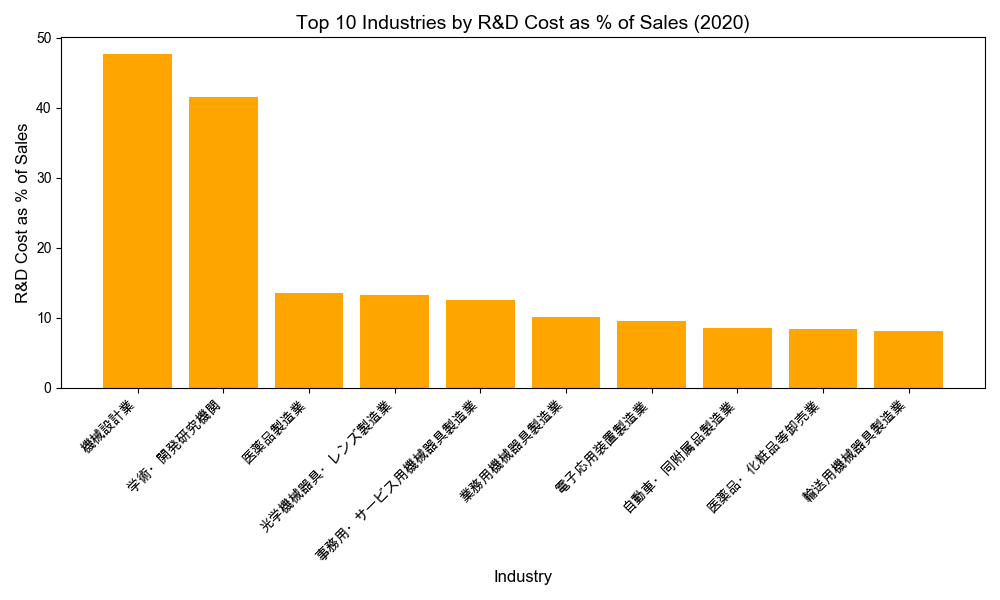 Top 10 Industries by R&D Cost as % of Sales (2020)
R&D Cost as % of Sales
50
40
30
20
10
0
機械設計業
学術・開発研究機関
医薬品製造業
光学機械器具・レンズ製造業
事務用・サービス用機械器具製造業
業務用機械器具製造業
電子応用装置製造業
自動車・同附属品製造業
医薬品・化粧品等卸売業
輸送用機械器具製造業
Industry